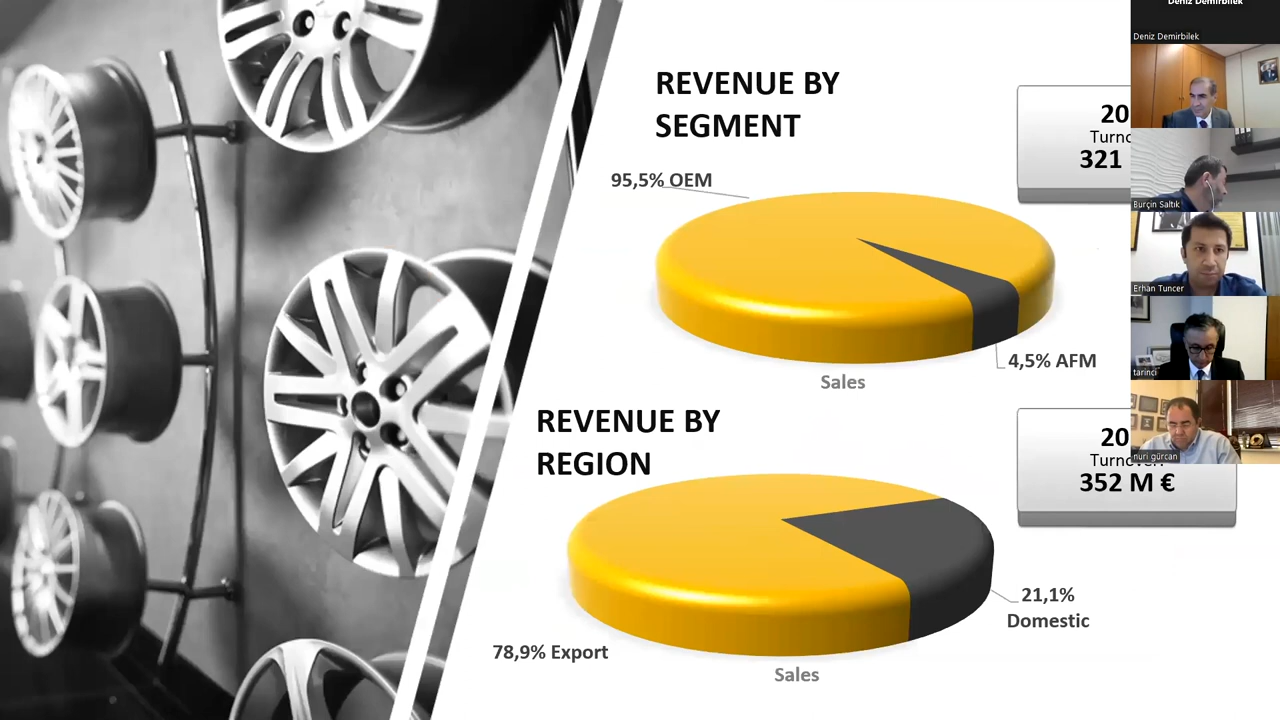 REVENUE BY
SEGMENT
95,5% OEM
4,5% AFM
Sales
20
321
REVENUE BY
REGION
21,1%
Domestic
78,9% Export
Sales
20
352 M €
Deniz Demirbilek
Deniz Demirbilek
Burçin Saltık
Erhan Tuncer
tarinci
nuri gürcan